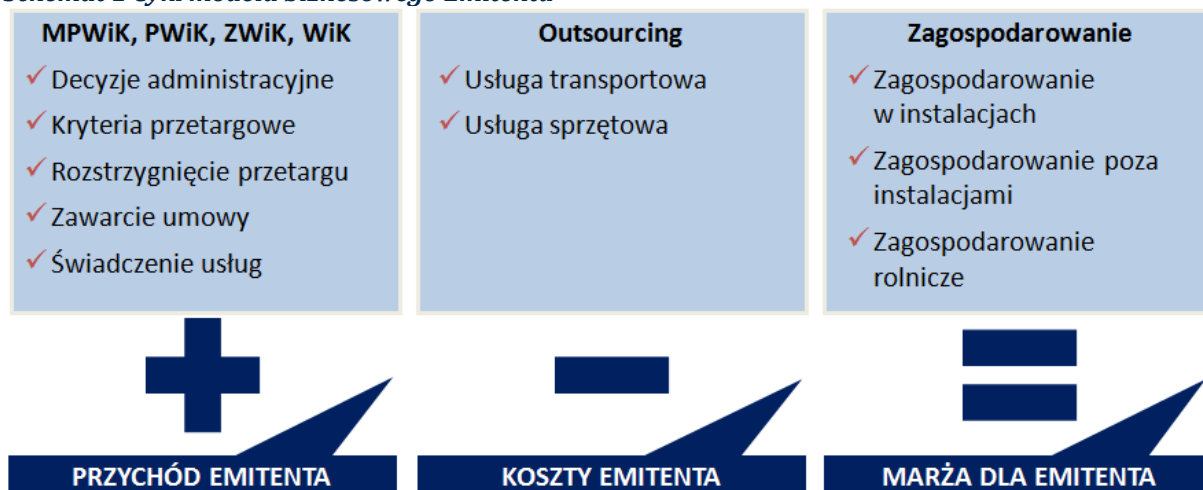 MPWiK, PWiK, ZWiK, WiK
Decyzje administracyjne
Kryteria przetargowe
Rozstrzygnięcie przetargu
Zawarcie umowy
Świadczenie usług
Outsourcing
Usługa transportowa
Usługa sprzętowa
Zagospodarowanie
Zagospodarowanie
w instalacjach
Zagospodarowanie poza
instalacjami
Zagospodarowanie
rolnicze
PRZYCHÓD EMITENTA
KOSZTY EMITENTA
MARŻA DLA EMITENTA